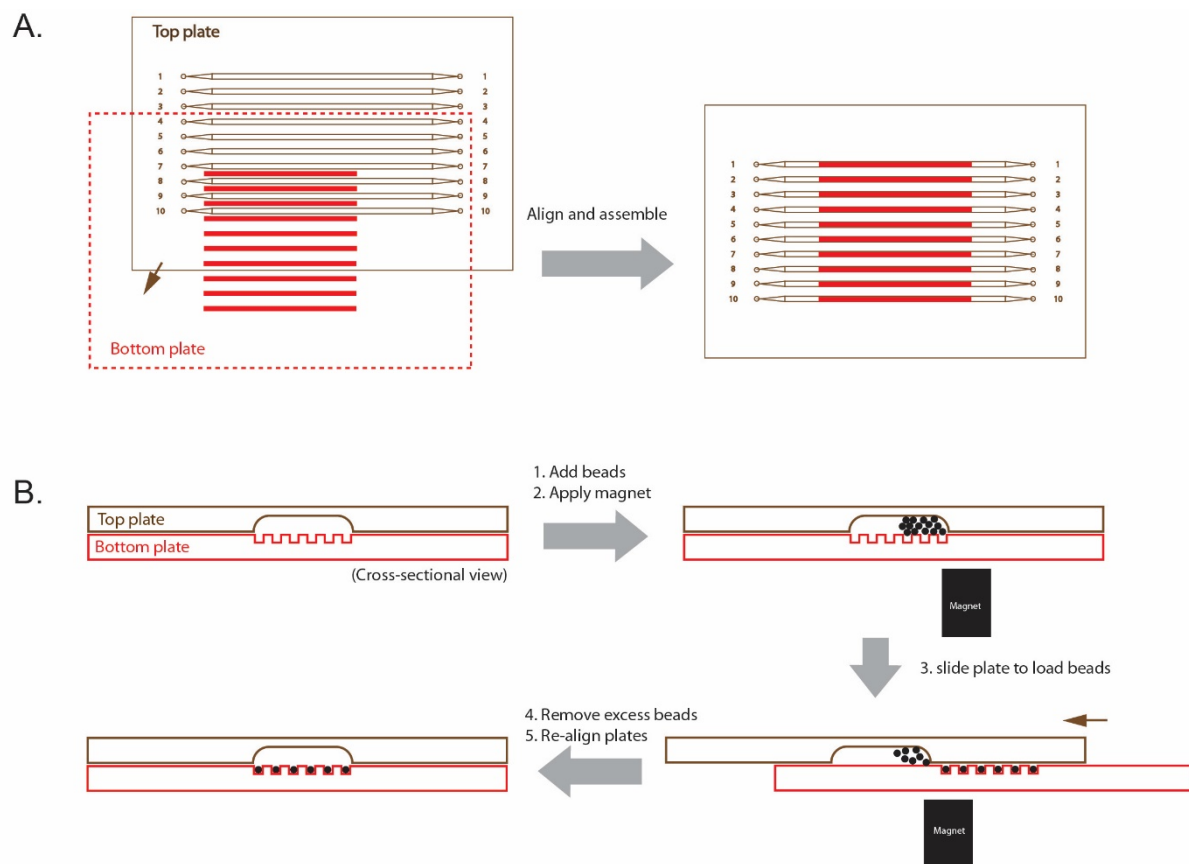 A.
Top plate
1 1
2 2
3 3
4 4
5 5
6 6
7 7
8 8
9 9
10 10
Bottom plate
Align and assemble
1 1
2 2
3 3
4 4
5 5
6 6
7 7
8 8
9 9
10 10
B.
Top plate
Bottom plate
(Cross-sectional view)
1. Add beads
2. Apply magnet
Magnet
3. slide plate to load beads
4. Remove excess beads
5. Re-align plates
Magnet